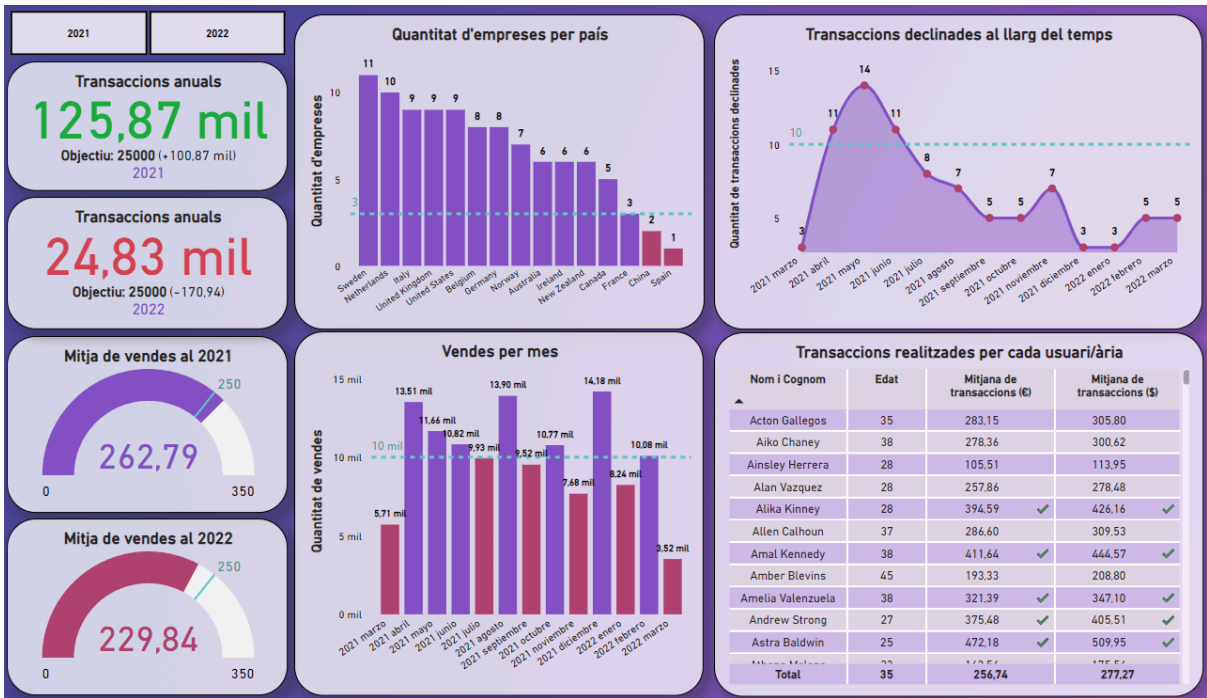 2021
2022
Transaccions anuals
125,87 mil
Objectiu: 25000 (+100,87 mil)
2021
Transaccions anuals
24,83 mil
Objectiu: 25000 (-170,94)
2022
Mitja de vendes al 2021
250
262,79
0
350
Mitja de vendes al 2022
250
229,84
0
350
Quantitat d'empreses per país
Quantitat d'empreses
10
5
0
3
11
10
9
9
9
8
8
7
6
6
6
5
3
2
1
Sweden
Netherlands
Italy
United Kingdom
United States
Belgium
Germany
Norway
Australia
Ireland
New Zealand
Canada
France
China
Spain
Transaccions declinades al llarg del temps
Quantitat de transaccions declinades
15
10
5
10
3
11
14
11
8
7
5
5
7
3
3
5
5
2021 marzo
2021 abril
2021 mayo
2021 junio
2021 julio
2021 agosto
2021 septiembre
2021 octubre
2021 noviembre
2021 diciembre
2022 enero
2022 febrero
2022 marzo
Vendes per mes
Quantitat de vendes
15 mil
10 mil
5 mil
0 mil
10 mil
5,71 mil
13,51 mil
11,66 mil
10,82 mil
9,93 mil
13,90 mil
9,52 mil
10,77 mil
7,68 mil
14,18 mil
8,24 mil
10,08 mil
3,52 mil
2021 marzo
2021 abril
2021 mayo
2021 junio
2021 julio
2021 agosto
2021 septiembre
2021 octubre
2021 noviembre
2021 diciembre
2022 enero
2022 febrero
2022 marzo
Transaccions realitzades per cada usuari/ària
Nom i Cognom Edat Mitjana de transaccions (€) Mitjana de transaccions ($)
Acton Gallegos 35 283,15 305,80
Aiko Chaney 38 278,36 300,62
Ainsley Herrera 28 105,51 113,95
Alan Vazquez 28 257,86 278,48
Alika Kinney 28 394,59 426,16
Allen Calhoun 37 286,60 309,53
Amal Kennedy 38 411,64 444,57
Amber Blevins 45 193,33 208,80
Amelia Valenzuela 38 321,39 347,10
Andrew Strong 27 375,48 405,51
Astra Baldwin 25 472,18 509,95
Total 35 256,74 277,27